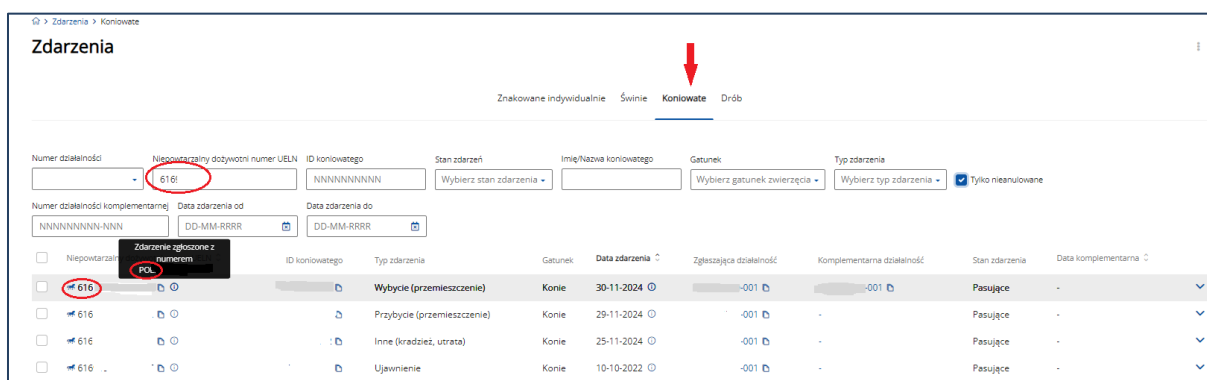 Zdarzenia > Koniowate
Zdarzenia
Znakowane indywidualnie Świnie Koniowate Drób
Numer działalności Niepowtarzalny dożywotni numer UELN ID koniowatego Stan zdarzeń Imię/Nazwa koniowatego Gatunek Typ zdarzenia
616 NNNNNNNNNN Wybierz stan zdarzenia Wybierz gatunek zwierzęcia Wybierz typ zdarzenia Tylko nieanulowane
Numer działalności komplementarnej Data zdarzenia od Data zdarzenia do
NNNNNNNNN-NNN DD-MM-RRRR DD-MM-RRRR
Zdarzenie zgłoszone z
numerem
POL
Niepowtarzaln ID koniowatego Typ zdarzenia Gatunek Data zdarzenia Zgłaszająca działalność Komplementarna działalność Stan zdarzenia Data komplementarna
616 Wybycie (przemieszczenie) Konie 30-11-2024 -001 -001 Pasujące -
616 Przybycie (przemieszczenie) Konie 29-11-2024 -001 - Pasujące -
616 Inne (kradzież, utrata) Konie 25-11-2024 -001 - Pasujące -
616 Ujawnienie Konie 10-10-2022 -001 - Pasujące -